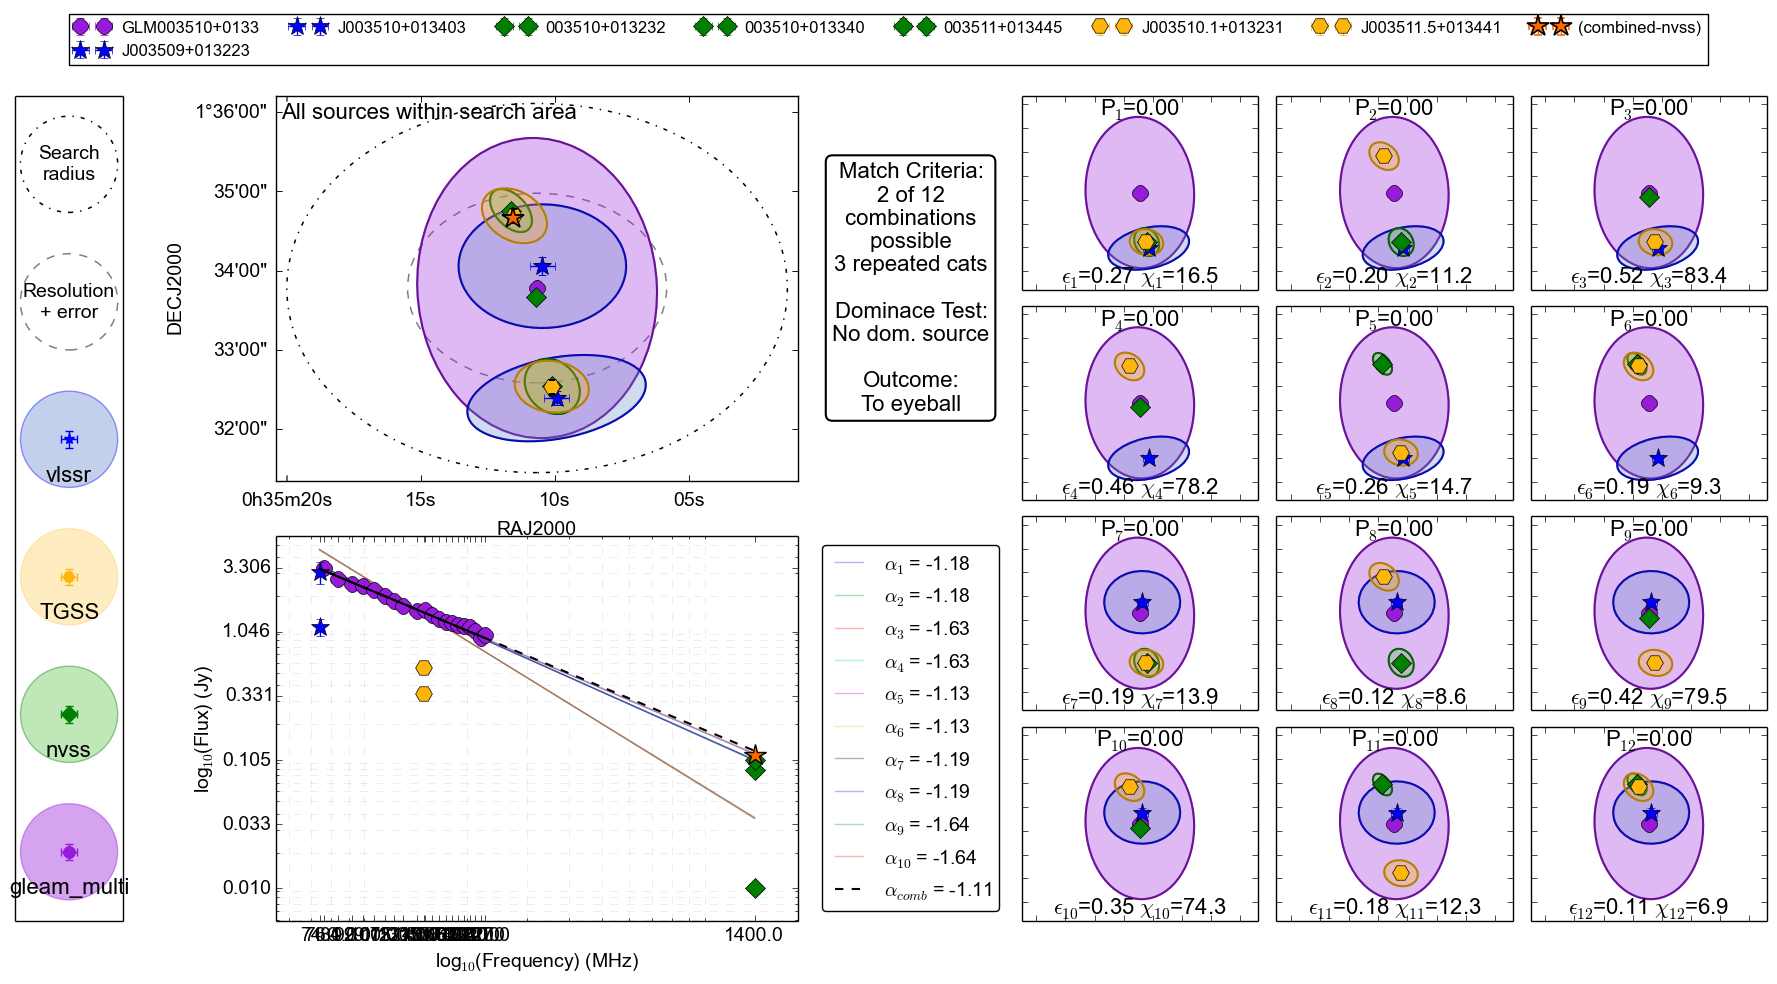 GLM003510+0133 J003510+013403 003510+013232 003510+013340 003511+013445 J003510.1+013231 J003511.5+013441 (combined-nvss)
J003509+013223
Search
radius
Resolution
+ error
vlssr
TGSS
nvss
gleam_multi
All sources within search area
DECJ2000
1°36'00"
35'00"
34'00"
33'00"
32'00"
0h35m20s 15s 10s 05s
RAJ2000
Match Criteria:
2 of 12
combinations
possible
3 repeated cats
Dominace Test:
No dom. source
Outcome:
To eyeball
log₁₀(Flux) (Jy)
3.306
1.046
0.331
0.105
0.033
0.010
1400.0
log₁₀(Frequency) (MHz)
α₁ = -1.18
α₂ = -1.18
α₃ = -1.63
α₄ = -1.63
α₅ = -1.13
α₆ = -1.13
α₇ = -1.19
α₈ = -1.19
α₉ = -1.64
α₁₀ = -1.64
α_comb = -1.11
P₁=0.00
ϵ₁=0.27 χ₁=16.5
P₂=0.00
ϵ₂=0.20 χ₂=11.2
P₃=0.00
ϵ₃=0.52 χ₃=83.4
P₄=0.00
ϵ₄=0.46 χ₄=78.2
P₅=0.00
ϵ₅=0.26 χ₅=14.7
P₆=0.00
ϵ₆=0.19 χ₆=9.3
P₇=0.00
ϵ₇=0.19 χ₇=13.9
P₈=0.00
ϵ₈=0.12 χ₈=8.6
P₉=0.00
ϵ₉=0.42 χ₉=79.5
P₁₀=0.00
ϵ₁₀=0.35 χ₁₀=74.3
P₁₁=0.00
ϵ₁₁=0.18 χ₁₁=12.3
P₁₂=0.00
ϵ₁₂=0.11 χ₁₂=6.9